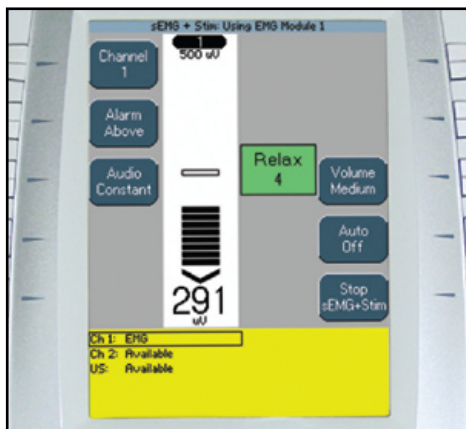 sEMG + Stim: Using EMG Module 1
Channel
1
1
500 uV
Alarm
Above
Audio
Constant
Relax
4
Volume
Medium
Auto
Off
291
uV
Stop
sEMG+Stim
Ch 1: EMG
Ch 2: Available
US: Available